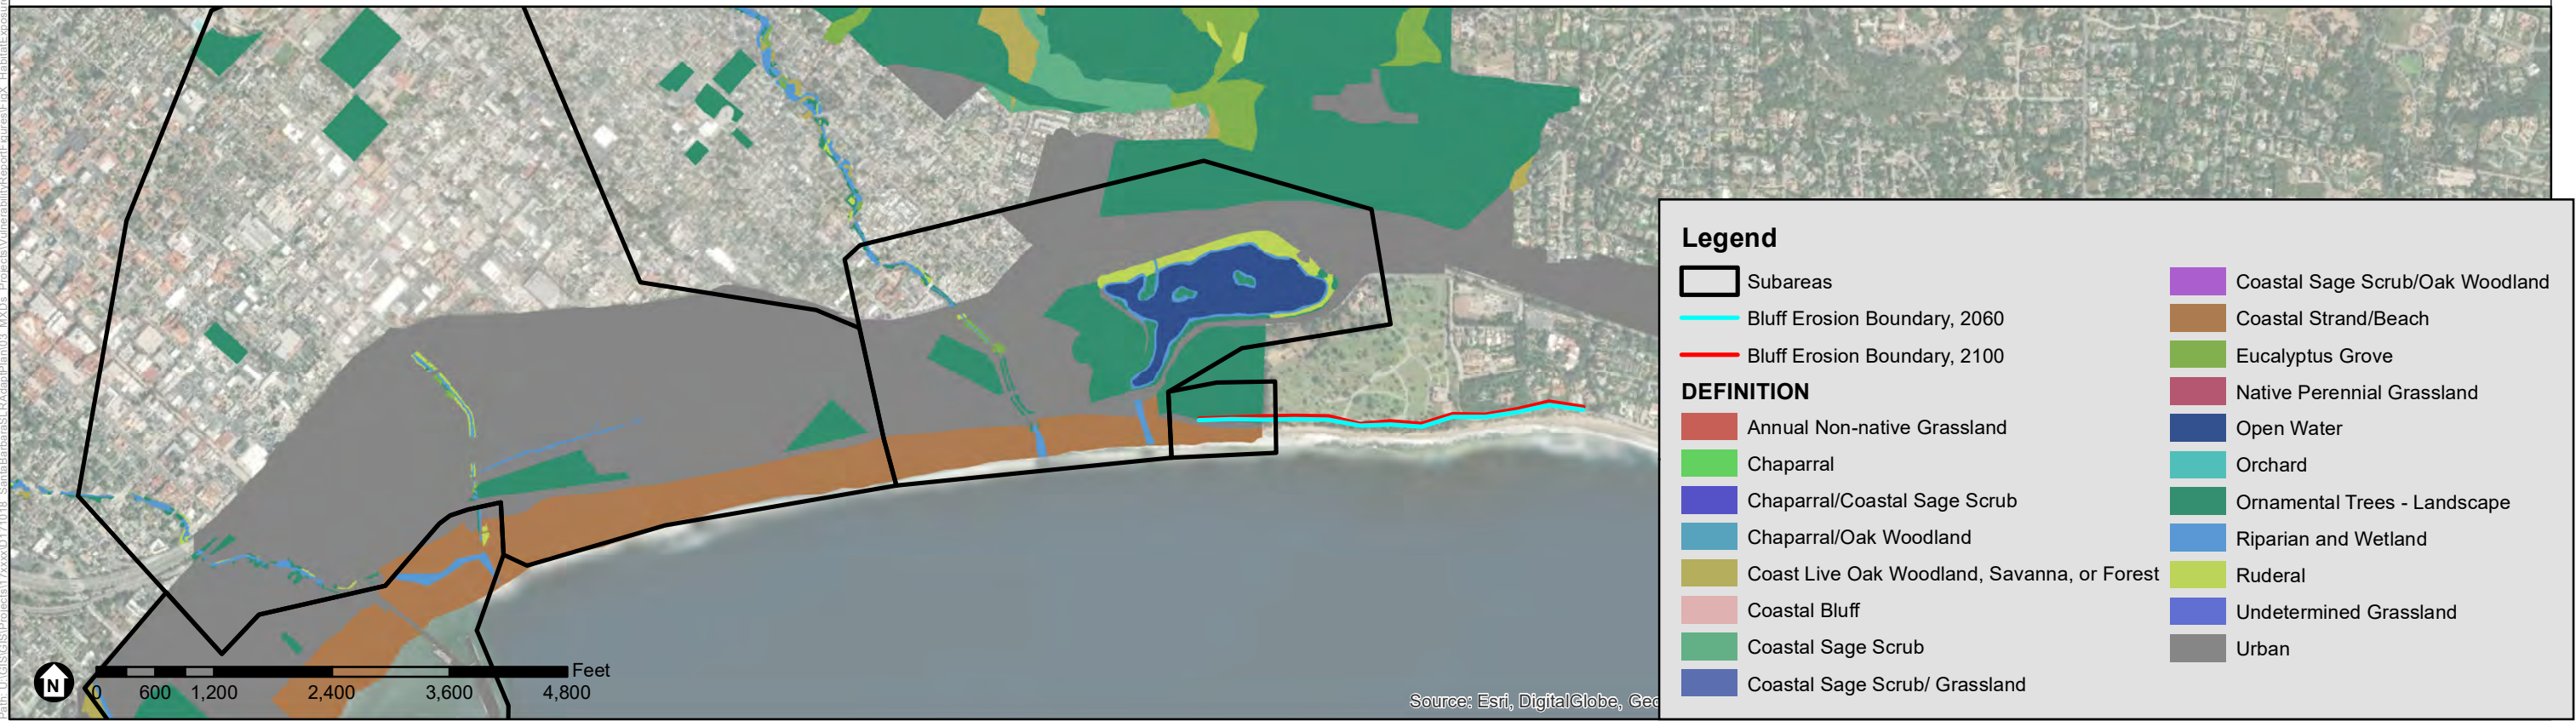 Legend
Subareas
Bluff Erosion Boundary, 2060
Bluff Erosion Boundary, 2100
DEFINITION
Annual Non-native Grassland
Chaparral
Chaparral/Coastal Sage Scrub
Chaparral/Oak Woodland
Coast Live Oak Woodland, Savanna, or Forest
Coastal Bluff
Coastal Sage Scrub
Coastal Sage Scrub/ Grassland
Coastal Sage Scrub/Oak Woodland
Coastal Strand/Beach
Eucalyptus Grove
Native Perennial Grassland
Open Water
Orchard
Ornamental Trees - Landscape
Riparian and Wetland
Ruderal
Undetermined Grassland
Urban
N
Feet
0 600 1,200 2,400 3,600 4,800
Source: Esri, DigitalGlobe, Geo